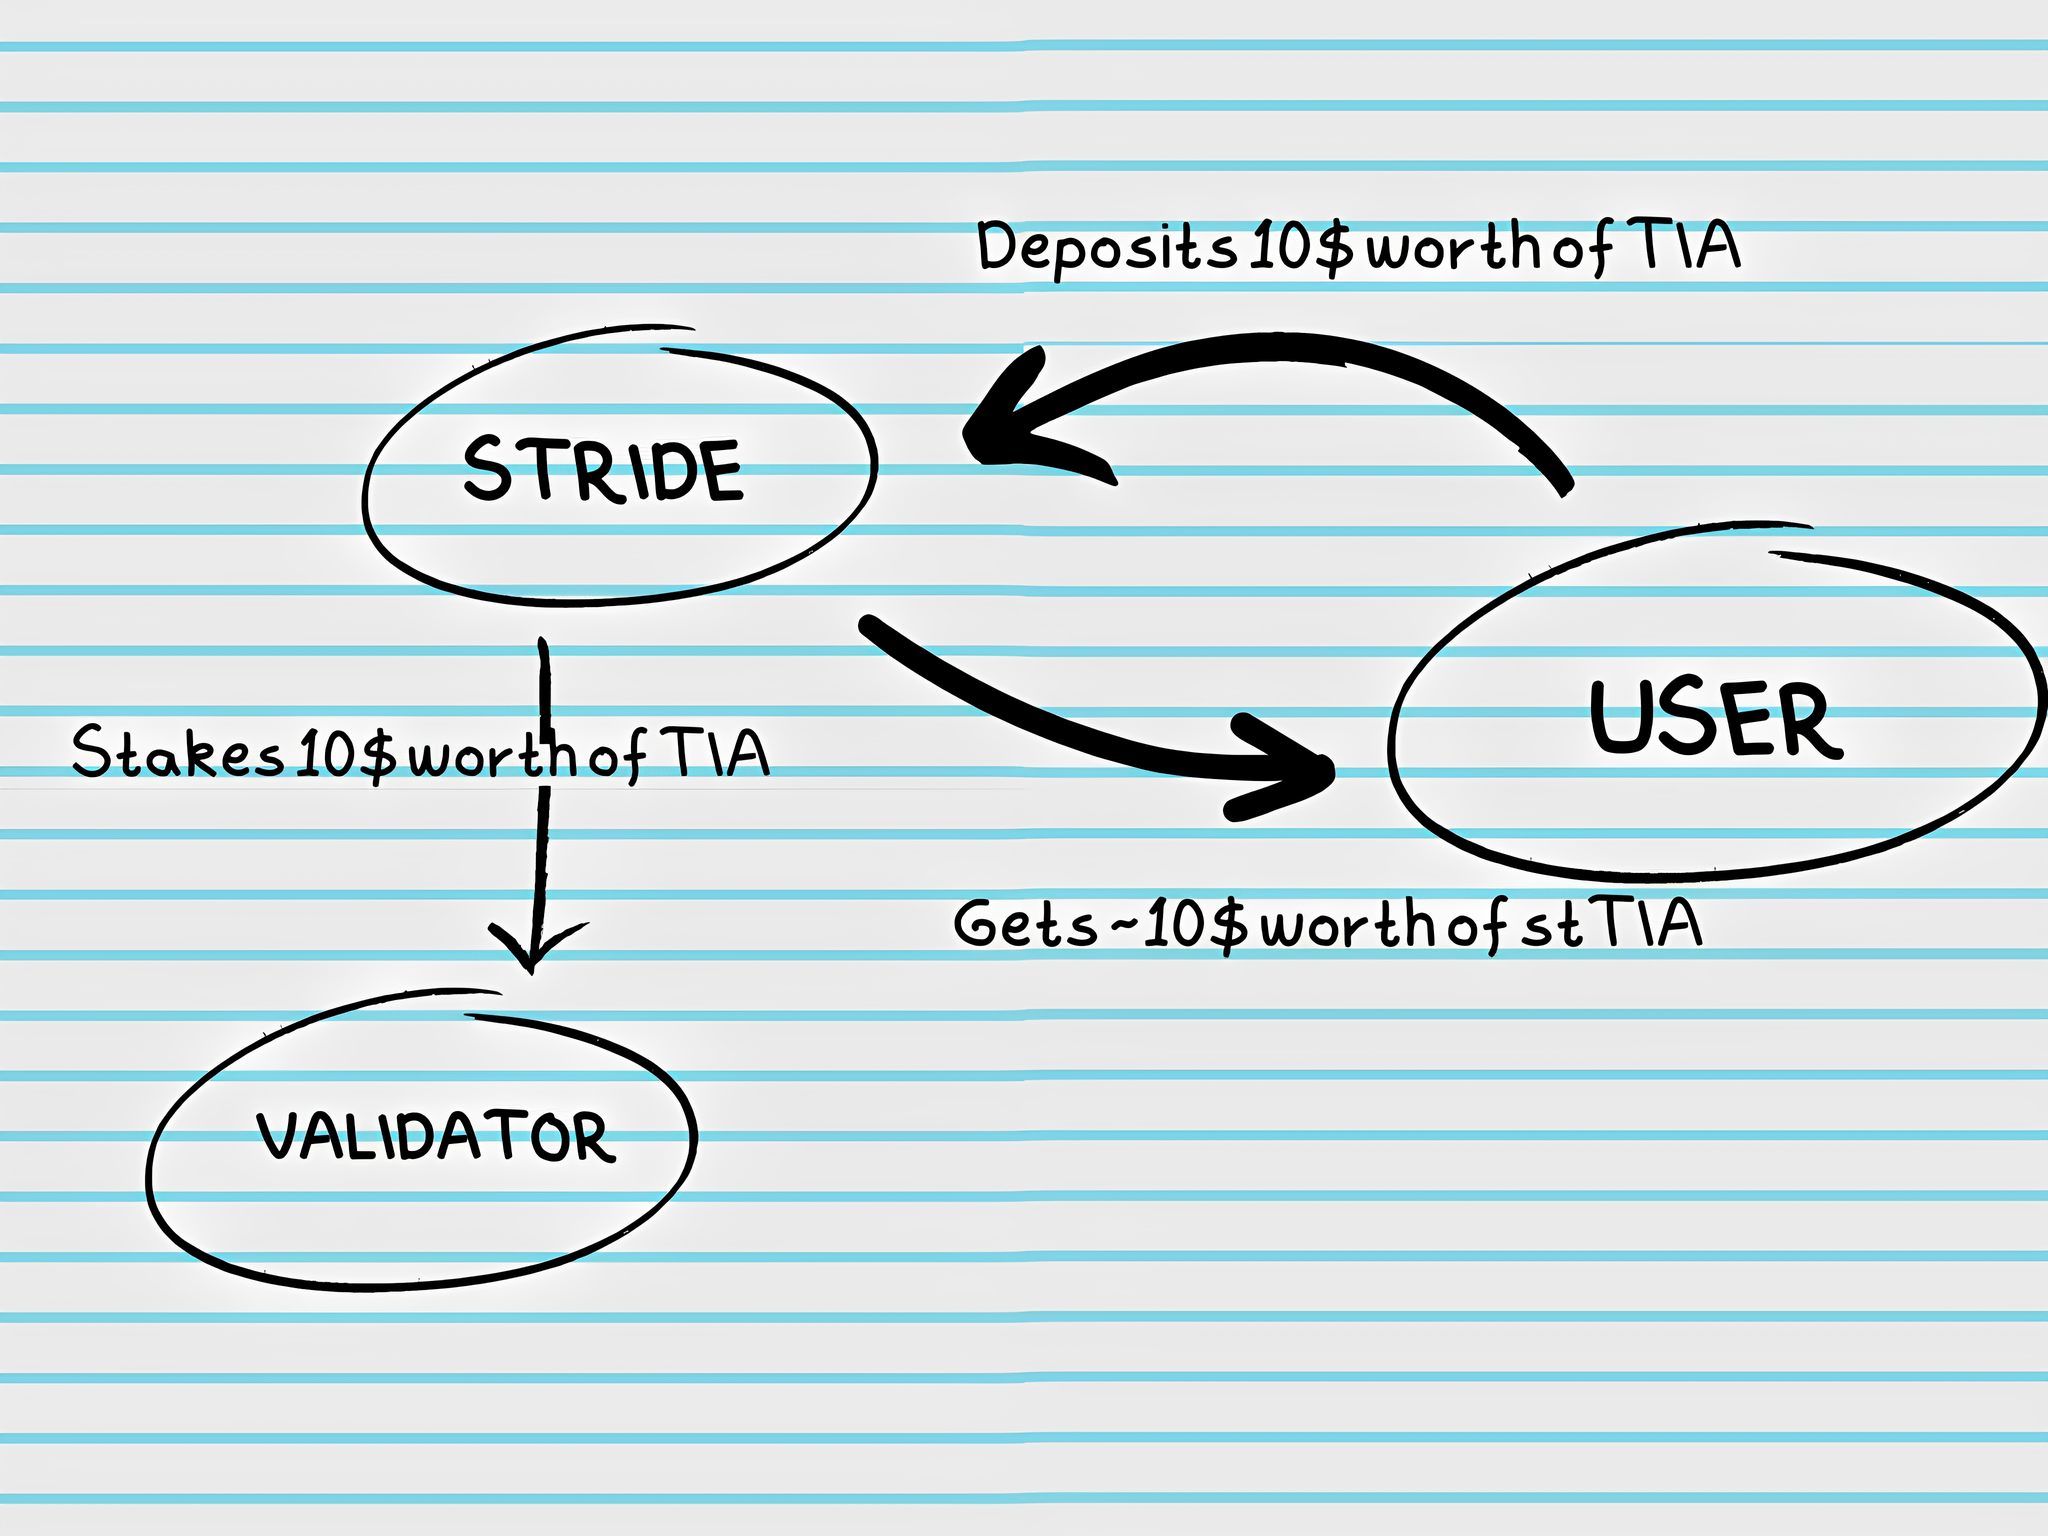 Deposits 10$ worth of TIA
STRIDE
USER
Stakes 10$ worth of TIA
Gets ~10$ worth of stTIA
VALIDATOR